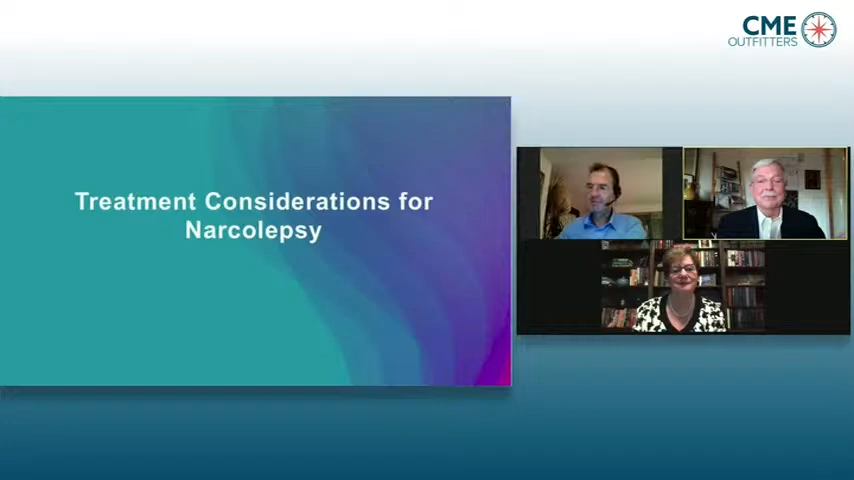 CME
OUTFITTERS
Treatment Considerations for
Narcolepsy